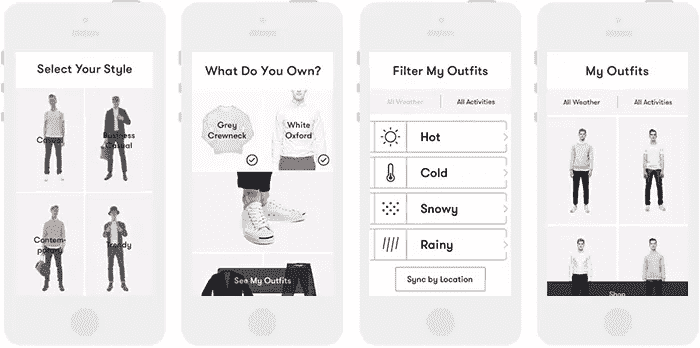 Select Your Style
Casual
Business
Casual
Contem-
porary
Trendy
What Do You Own?
Grey
Crewneck
White
Oxford
See My Outfits
Filter My Outfits
All Weather
All Activities
Hot
Cold
Snowy
Rainy
Sync by Location
My Outfits
All Weather
All Activities
Shop